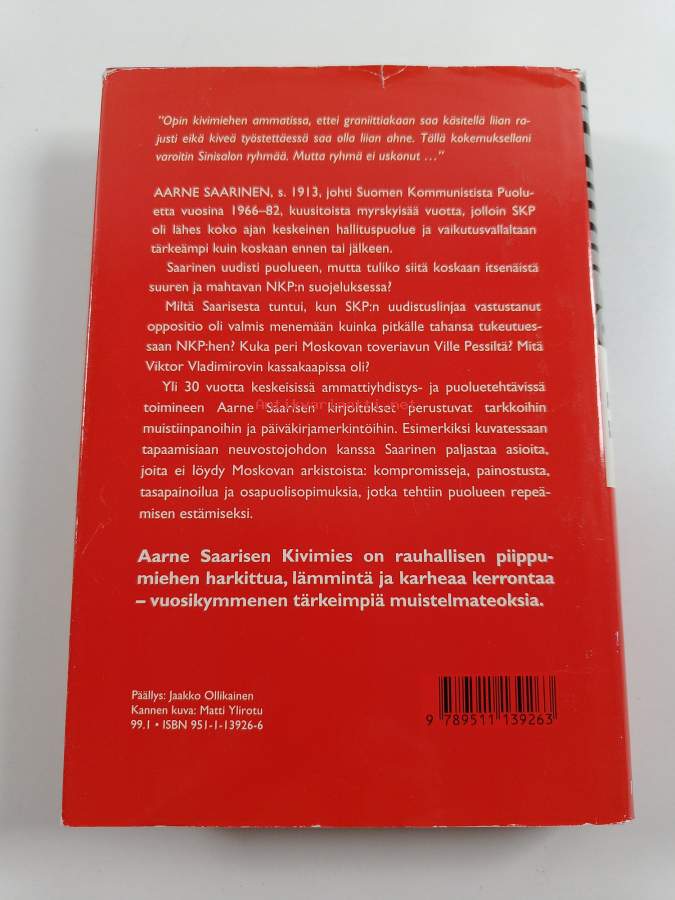 "Opin kivimiehen ammatissa, ettei graniittiakaan saa käsitellä liian ra-
justi eikä kiveä työstettäessä saa olla liian ahne. Tällä kokemuksellani
varoitin Sinisalon ryhmää. Mutta ryhmä ei uskonut ..."
AARNE SAARINEN, s. 1913, johti Suomen Kommunistista Puolu-
etta vuosina 1966–82, kuusitoista myrskyisää vuotta, jolloin SKP
oli lähes koko ajan keskeinen hallituspuolue ja vaikutusvallaltaan
tärkeämpi kuin koskaan ennen tai jälkeen.
Saarinen uudisti puolueen, mutta tuliko siitä koskaan itsenäistä
suuren ja mahtavan NKP:n suojeluksessa?
Miltä Saarisesta tuntui, kun SKP:n uudistuslinjaa vastustanut
oppositio oli valmis menemään kuinka pitkälle tahansa tukeutues-
saan NKP:hen? Kuka peri Moskovan toveriavun Ville Pessiltä? Mitä
Viktor Vladimirovin kassakaapissa oli?
Yli 30 vuotta keskeisissä ammattiyhdistys- ja puoluetehtävissä
toimineen Aarne Saarisen kirjoitukset perustuvat tarkkoihin
muistiinpanoihin ja päiväkirjamerkintöihin. Esimerkiksi kuvatessaan
tapaamisiaan neuvostojohdon kanssa Saarinen paljastaa asioita,
joita ei löydy Moskovan arkistoista: kompromisseja, painostusta,
tasapainoilua ja osapuolisopimuksia, jotka tehtiin puolueen repeä-
misen estämiseksi.
Aarne Saarisen Kivimies on rauhallisen piippu-
miehen harkittua, lämmintä ja karheaa kerrontaa
– vuosikymmenen tärkeimpiä muistelmateoksia.
Päällys: Jaakko Ollikainen
Kannen kuva: Matti Ylirotu
99.1 • ISBN 951-1-13926-6
9 789511 139263
Antikvariaatti.net